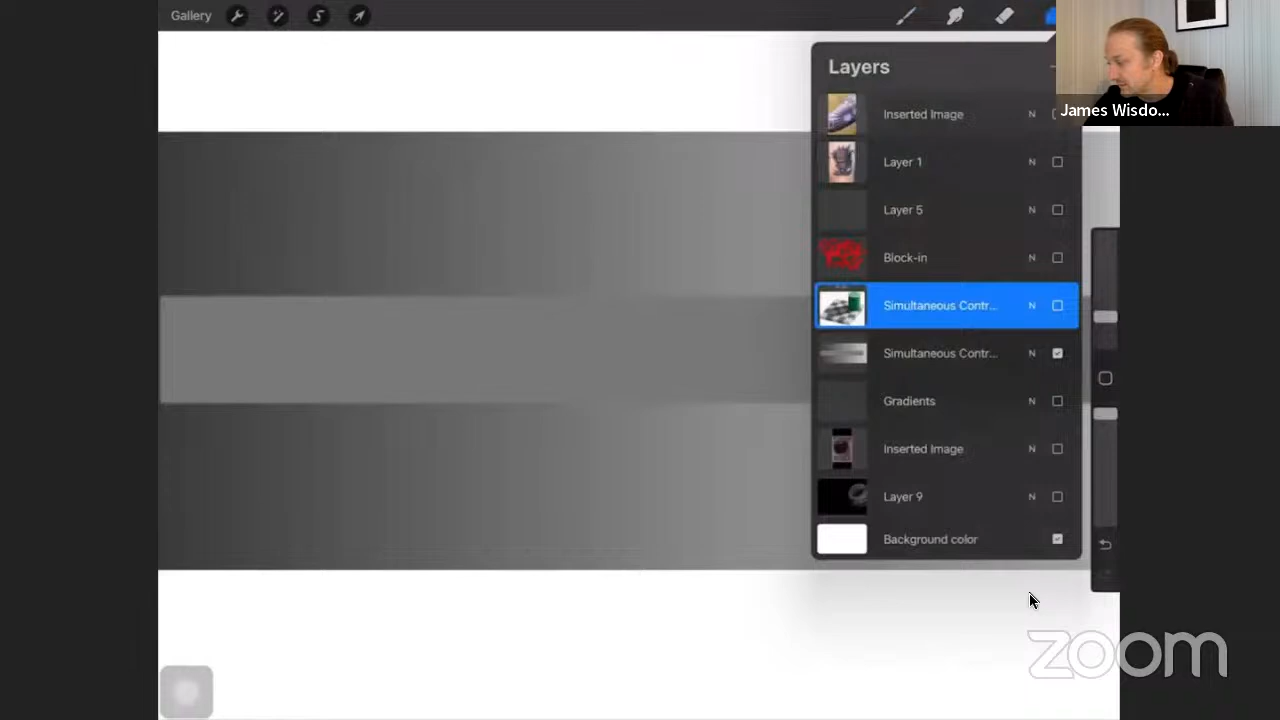 Gallery
Layers
Inserted Image N
James Wisdo...
Layer 1 N
Layer 5 N
Block-in N
Simultaneous Contr... N
Simultaneous Contr... N
Gradients N
Inserted Image N
Layer 9 N
Background color
zoom